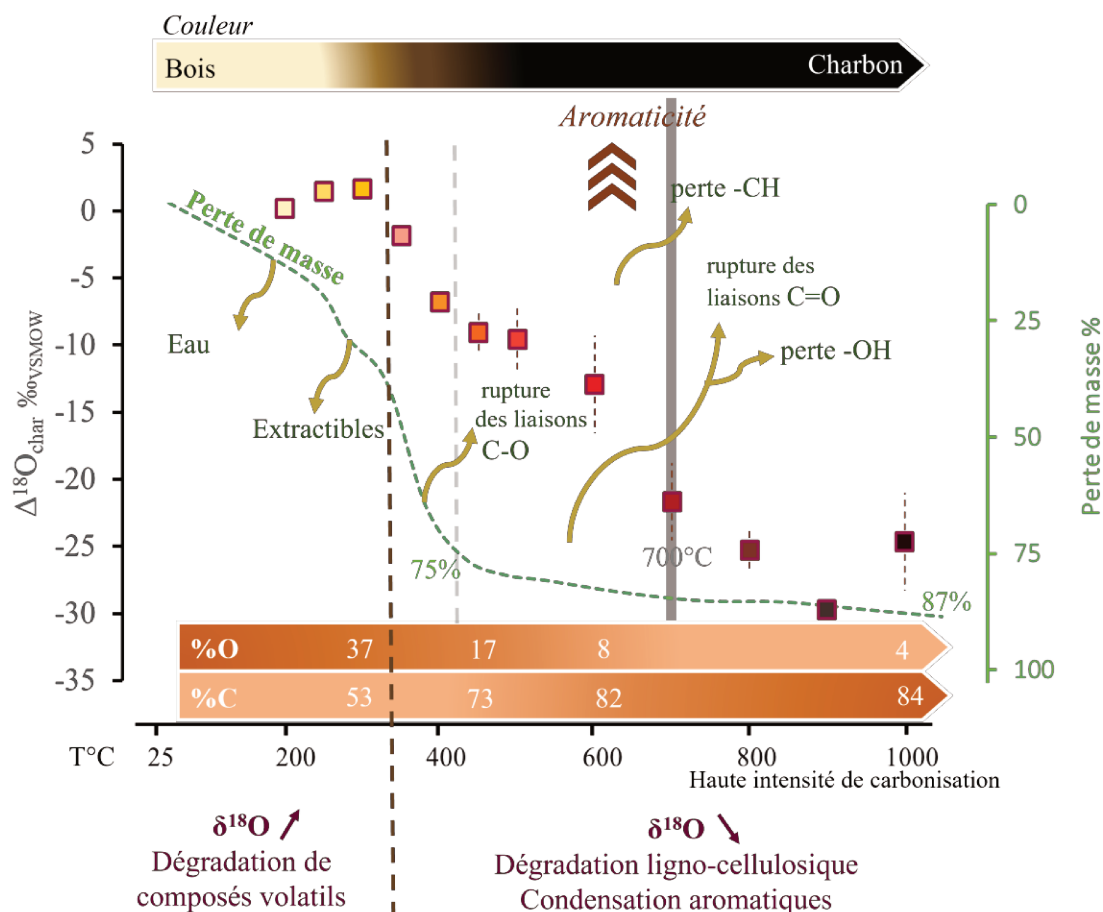 Couleur
Bois
Charbon
Aromaticité
5
0
-5
-10
-15
-20
-25
-30
-35
Δ¹⁸Ochar ‰VSMOW
Perte de masse
Eau
Extractibles
rupture
des liaisons
C-O
perte -CH
rupture des
liaisons C=O
perte -OH
700°C
75%
87%
0
25
50
75
100
Perte de masse %
%O 37 17 8 4
%C 53 73 82 84
T°C 25 200 400 600 800 1000
Haute intensité de carbonisation
δ¹⁸O
Dégradation de
composés volatils
δ¹⁸O
Dégradation ligno-cellulosique
Condensation aromatiques